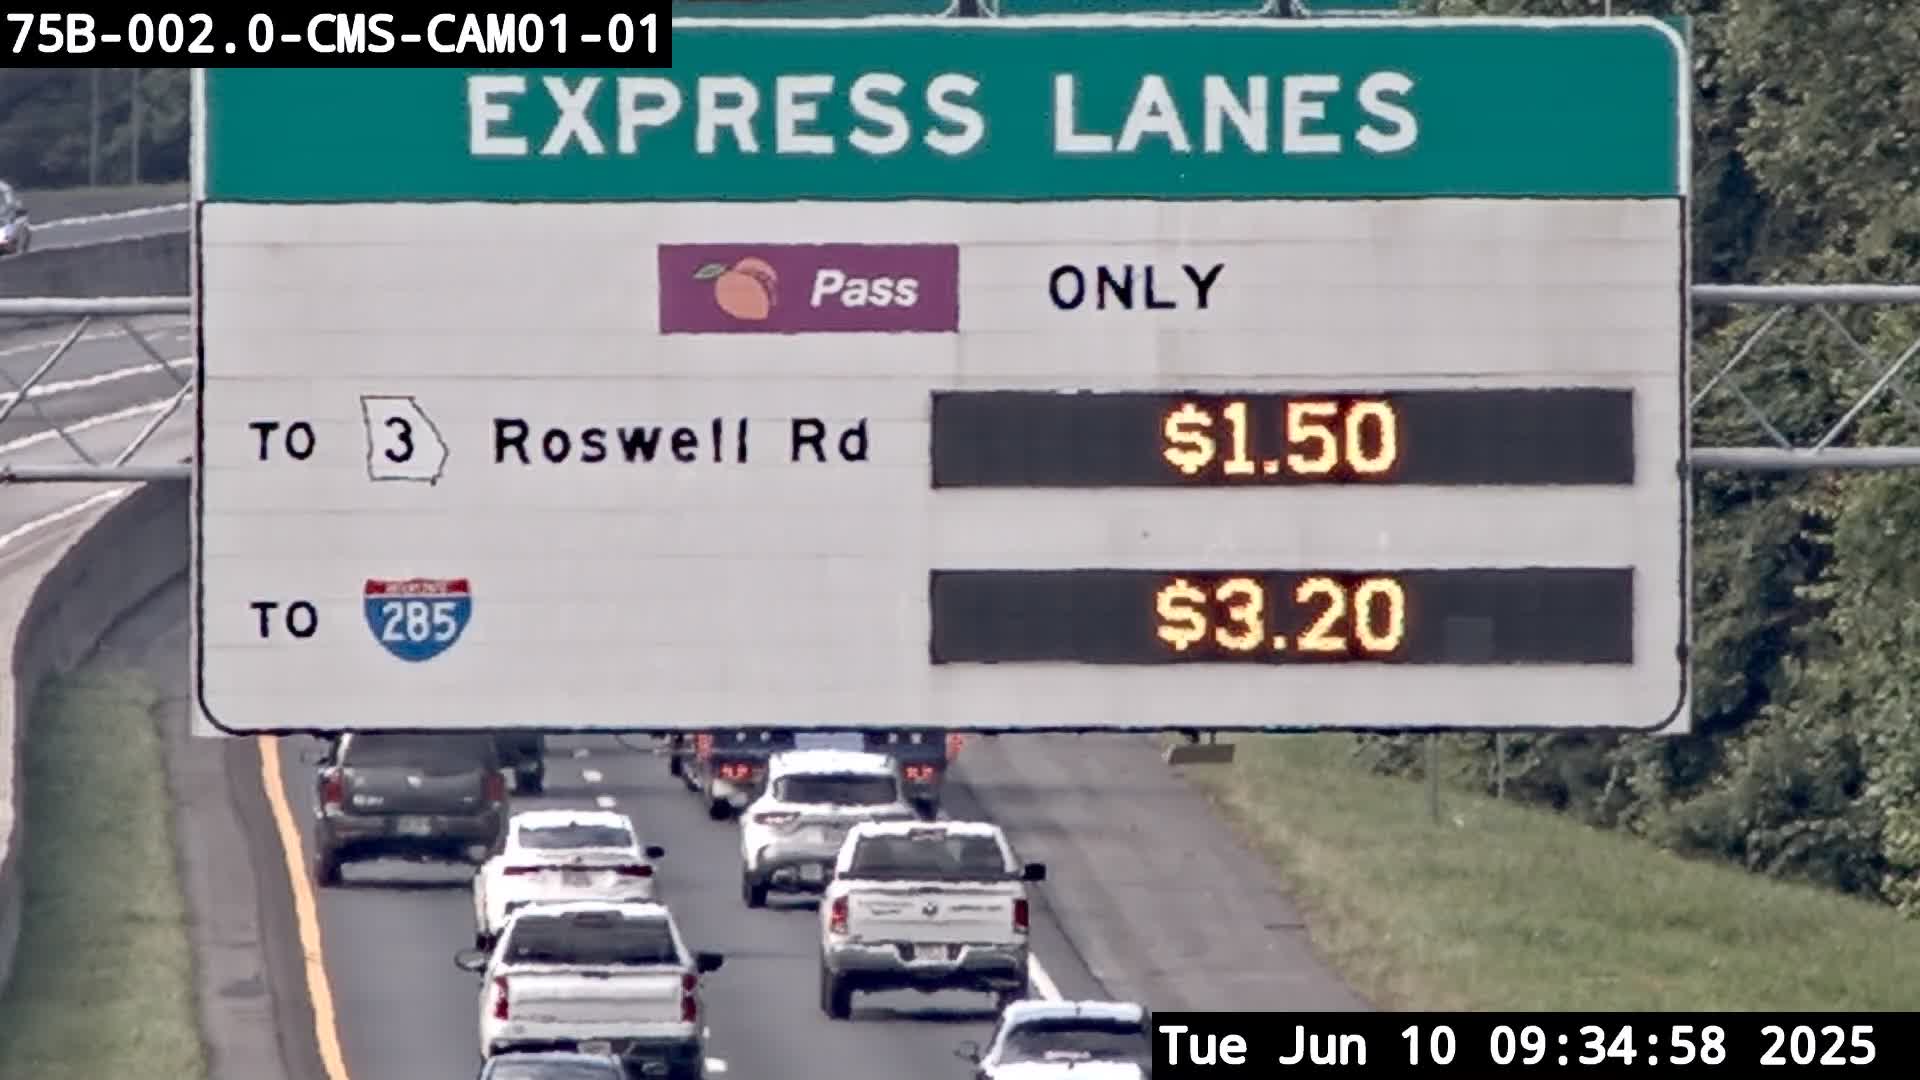 75B-002.0-CMS-CAM01-01
EXPRESS LANES
Pass ONLY
TO 3 Roswell Rd $1.50
TO 285 $3.20
Tue Jun 10 09:34:58 2025